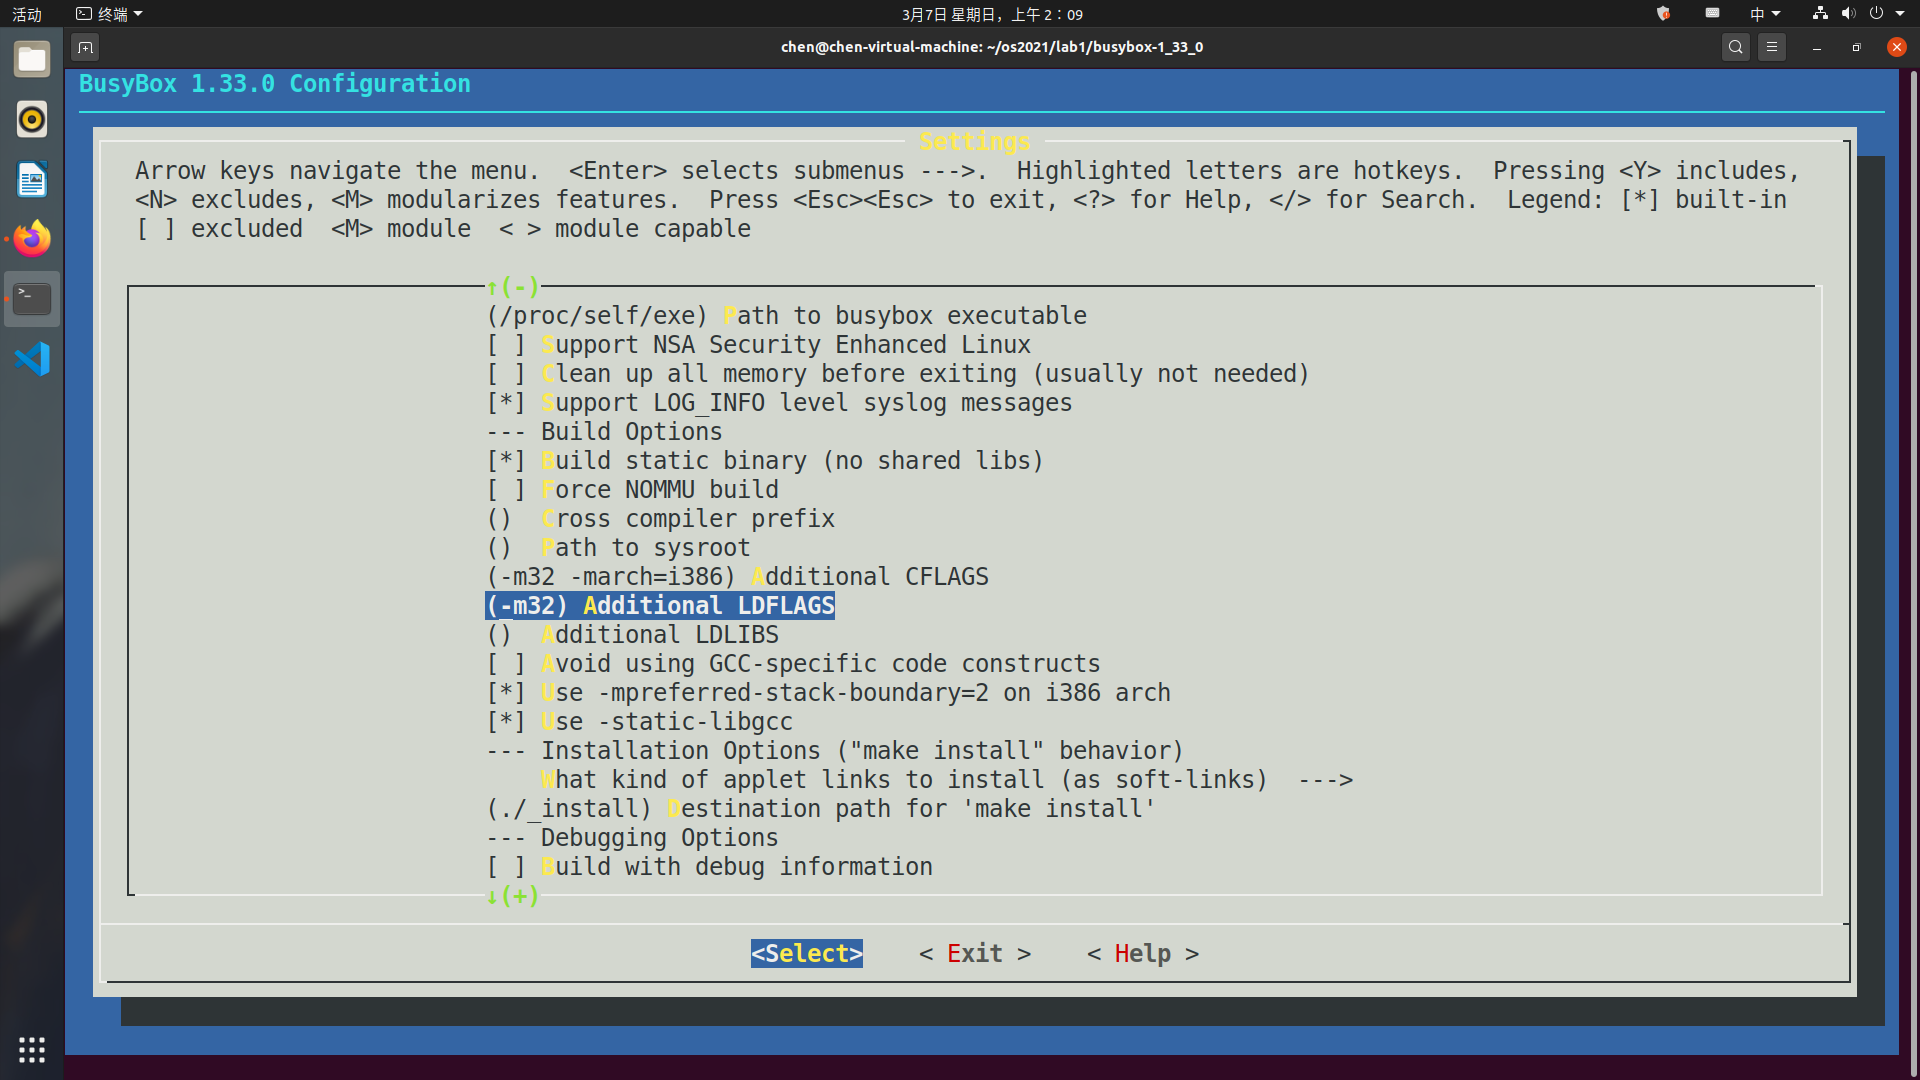 活动 终端 3月7日 星期日，上午 2：09 中
chen@chen-virtual-machine: ~/os2021/lab1/busybox-1_33_0
BusyBox 1.33.0 Configuration
Settings
Arrow keys navigate the menu.  <Enter> selects submenus --->.  Highlighted letters are hotkeys.  Pressing <Y> includes,
<N> excludes, <M> modularizes features.  Press <Esc><Esc> to exit, <?> for Help, </> for Search.  Legend: [*] built-in
[ ] excluded  <M> module  < > module capable
↑(-)
(/proc/self/exe) Path to busybox executable
[ ] Support NSA Security Enhanced Linux
[ ] Clean up all memory before exiting (usually not needed)
[*] Support LOG_INFO level syslog messages
--- Build Options
[*] Build static binary (no shared libs)
[ ] Force NOMMU build
()  Cross compiler prefix
()  Path to sysroot
(-m32 -march=i386) Additional CFLAGS
(-m32) Additional LDFLAGS
()  Additional LDLIBS
[ ] Avoid using GCC-specific code constructs
[*] Use -mpreferred-stack-boundary=2 on i386 arch
[*] Use -static-libgcc
--- Installation Options ("make install" behavior)
What kind of applet links to install (as soft-links)  --->
(./_install) Destination path for 'make install'
--- Debugging Options
[ ] Build with debug information
↓(+)
<Select>    < Exit >    < Help >